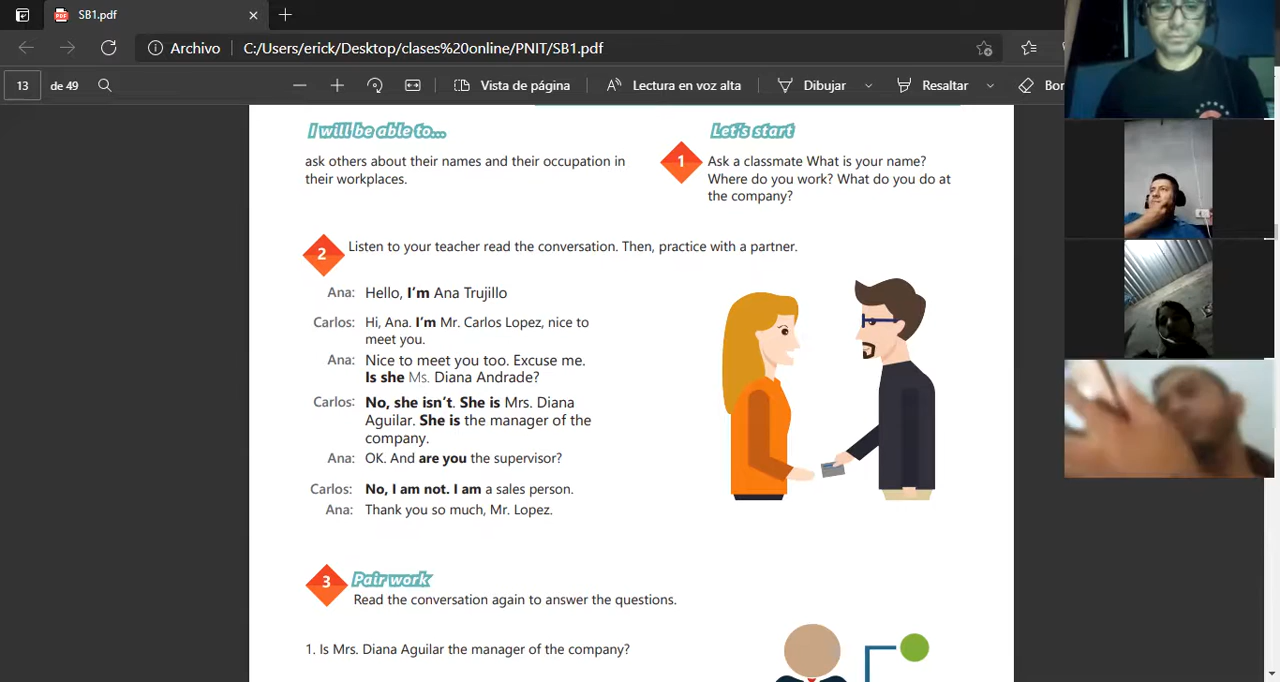 SB1.pdf
Archivo
C:/Users/erick/Desktop/clases%20online/PNIT/SB1.pdf
13 de 49
Vista de página
Lectura en voz alta
Dibujar
Resaltar
Bor
I will be able to...
ask others about their names and their occupation in
their workplaces.
Let's start
1
Ask a classmate What is your name?
Where do you work? What do you do at
the company?
2
Listen to your teacher read the conversation. Then, practice with a partner.
Ana: Hello, I'm Ana Trujillo
Carlos: Hi, Ana. I'm Mr. Carlos Lopez, nice to
meet you.
Ana: Nice to meet you too. Excuse me.
Is she Ms. Diana Andrade?
Carlos: No, she isn't. She is Mrs. Diana
Aguilar. She is the manager of the
company.
Ana: OK. And are you the supervisor?
Carlos: No, I am not. I am a sales person.
Ana: Thank you so much, Mr. Lopez.
3
Pair work
Read the conversation again to answer the questions.
1. Is Mrs. Diana Aguilar the manager of the company?